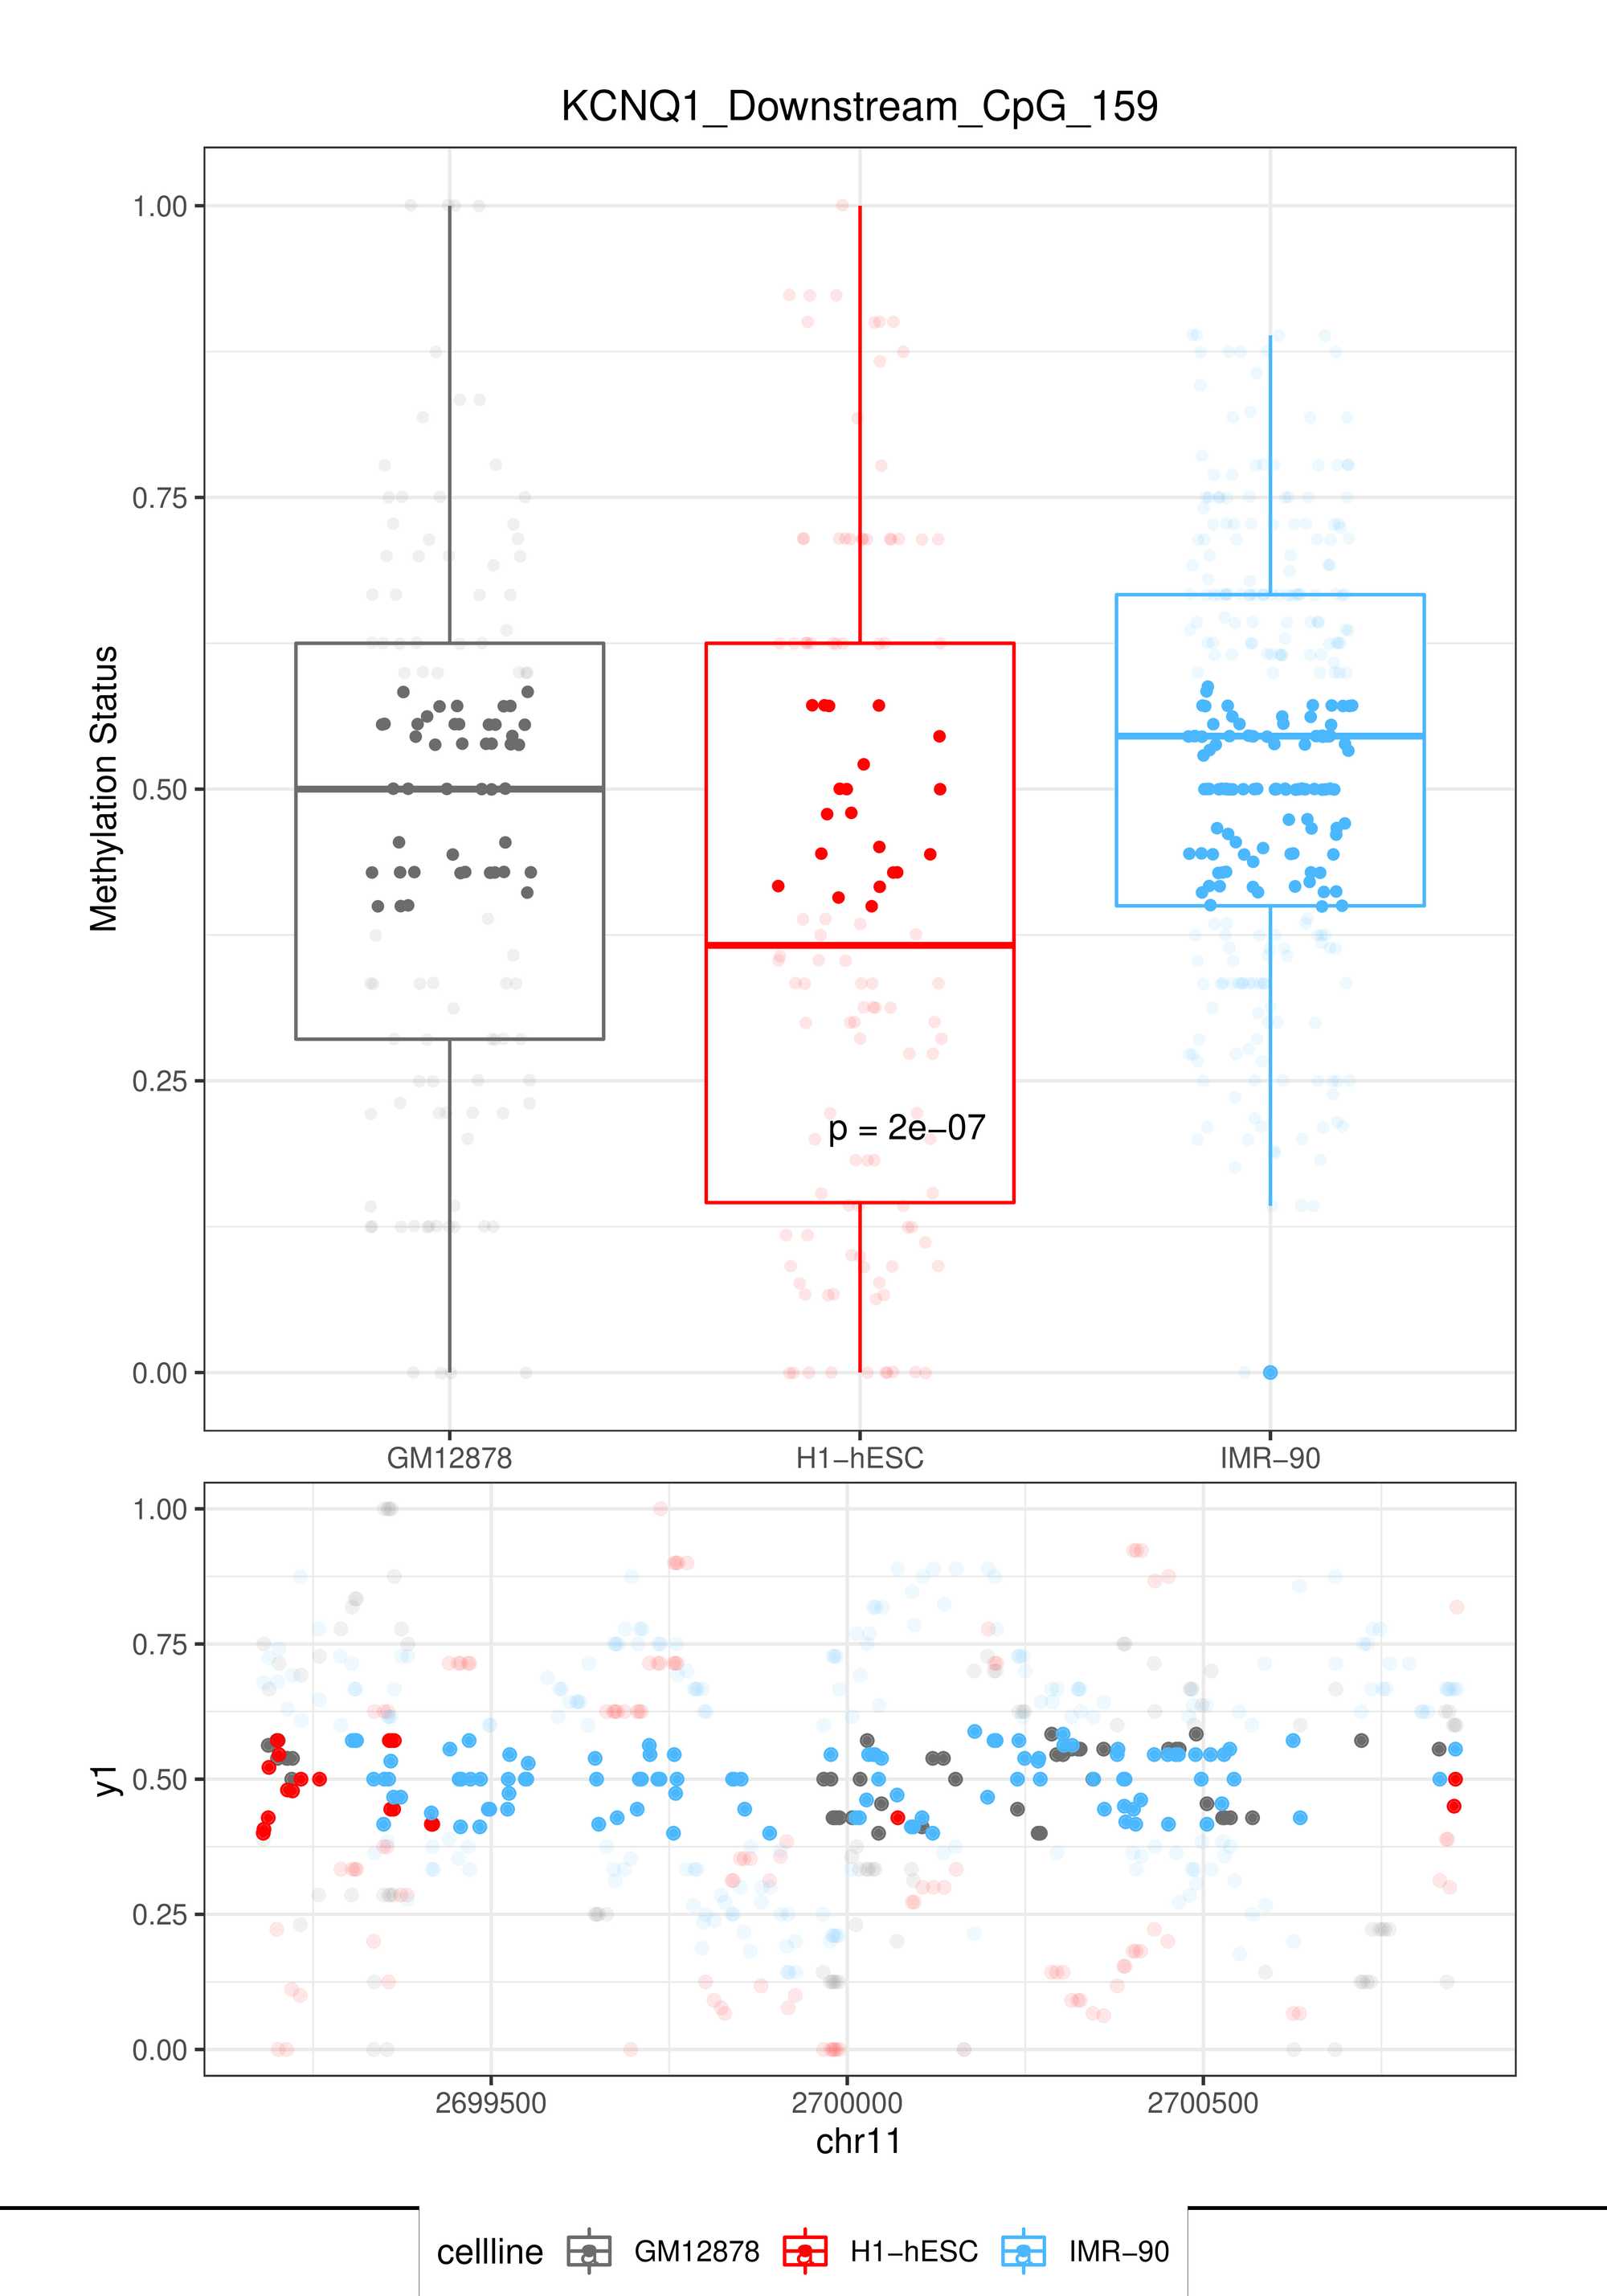 KCNQ1_Downstream_CpG_159
Methylation Status
1.00
0.75
0.50
0.25
0.00
p = 2e−07
GM12878 H1−hESC IMR−90
y1
1.00
0.75
0.50
0.25
0.00
2699500 2700000 2700500
chr11
cellline GM12878 H1−hESC IMR−90